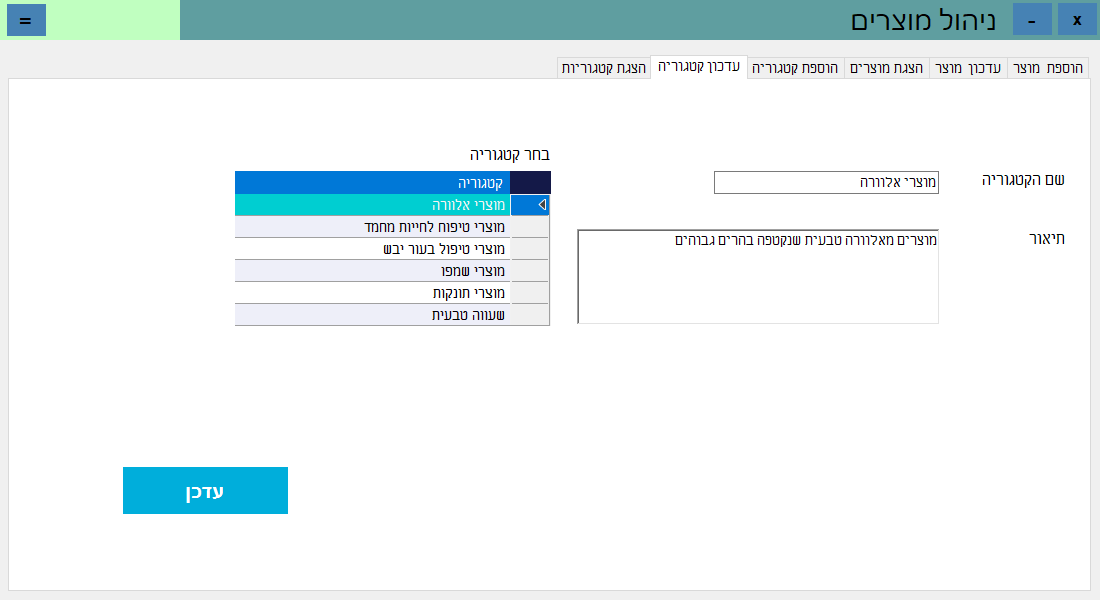 ניהול מוצרים
-
x
=
הוספת מוצר
עדכון מוצר
הצגת מוצרים
הוספת קטגוריה
עדכון קטגוריה
הצגת קטגוריות
שם הקטגוריה
מוצרי אלוורה
תיאור
מוצרים מאלוורה טבעית שנקטפה בהרים גבוהים
בחר קטגוריה
קטגוריה
מוצרי אלוורה
מוצרי טיפוח לחיות מחמד
מוצרי טיפול בעור יבש
מוצרי שמפו
מוצרי תונקות
שעווה טבעית
עדכן